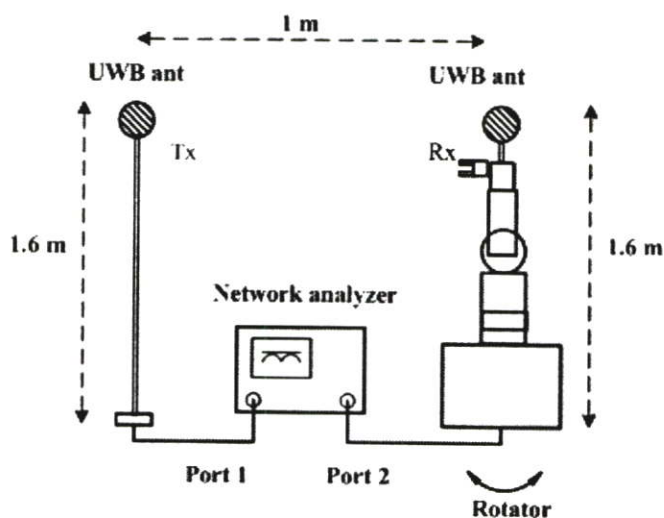 1 m
UWB ant
UWB ant
Tx
Rx
1.6 m
1.6 m
Network analyzer
Port 1
Port 2
Rotator